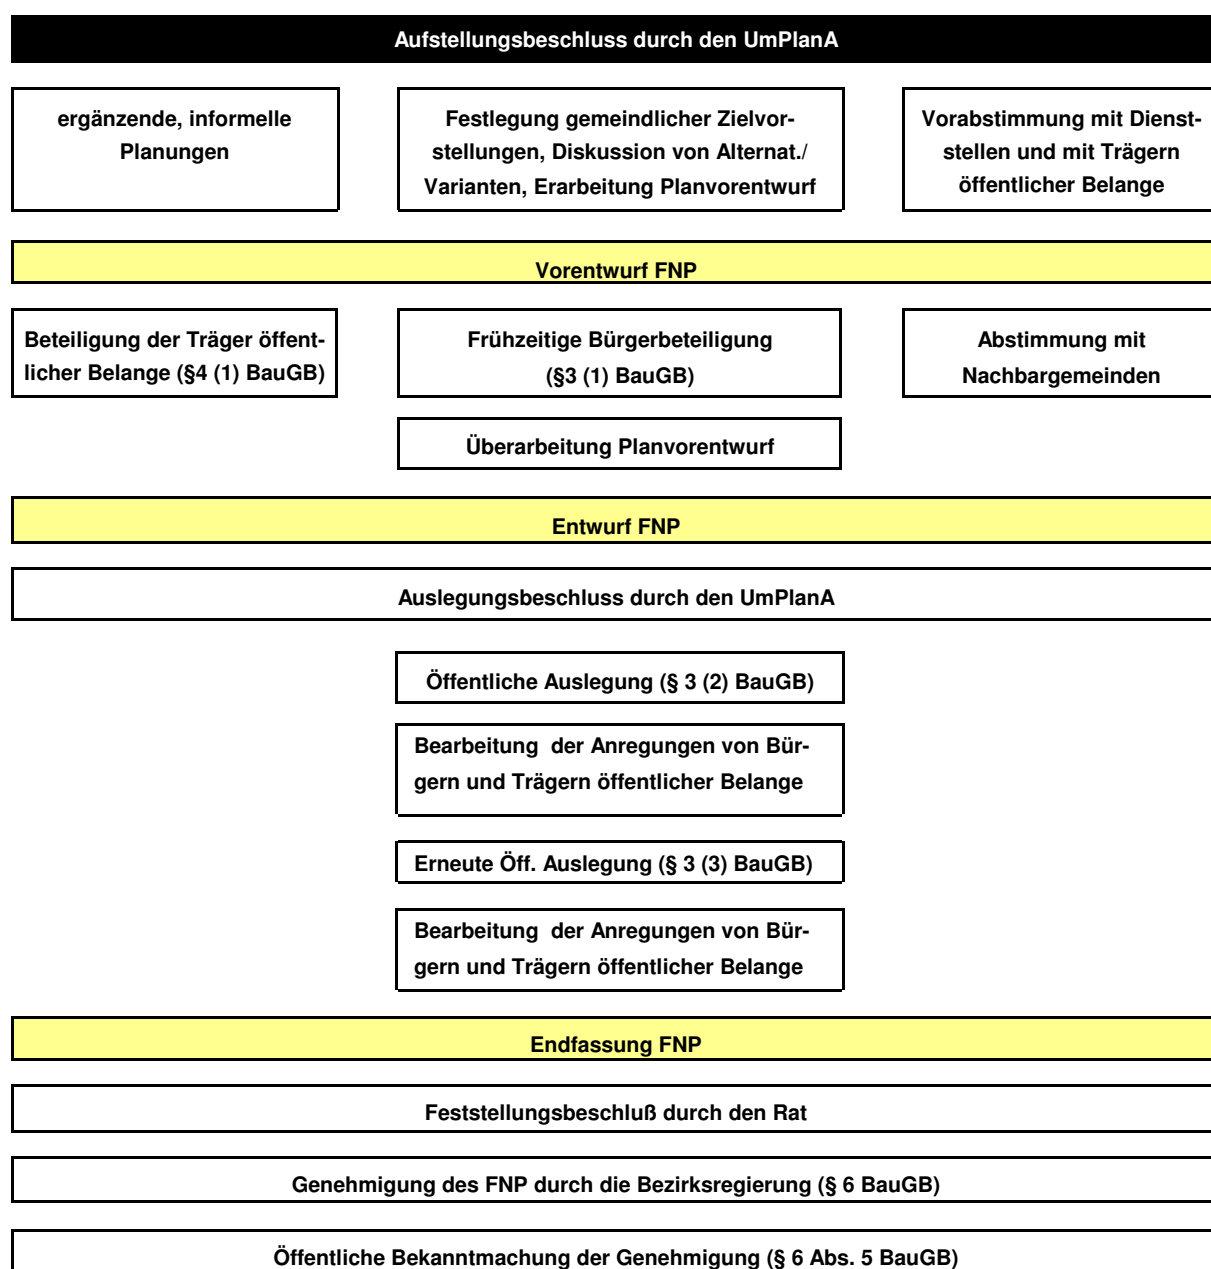 Aufstellungsbeschluss durch den UmPlanA
ergänzende, informelle
Planungen
Festlegung gemeindlicher Zielvor-
stellungen, Diskussion von Alternat./
Varianten, Erarbeitung Planvorentwurf
Vorabstimmung mit Dienst-
stellen und mit Trägern
öffentlicher Belange
Vorentwurf FNP
Beteiligung der Träger öffent-
licher Belange (§4 (1) BauGB)
Frühzeitige Bürgerbeteiligung
(§3 (1) BauGB)
Abstimmung mit
Nachbargemeinden
Überarbeitung Planvorentwurf
Entwurf FNP
Auslegungsbeschluss durch den UmPlanA
Öffentliche Auslegung (§ 3 (2) BauGB)
Bearbeitung  der Anregungen von Bür-
gern und Trägern öffentlicher Belange
Erneute Öff. Auslegung (§ 3 (3) BauGB)
Bearbeitung  der Anregungen von Bür-
gern und Trägern öffentlicher Belange
Endfassung FNP
Feststellungsbeschluß durch den Rat
Genehmigung des FNP durch die Bezirksregierung (§ 6 BauGB)
Öffentliche Bekanntmachung der Genehmigung (§ 6 Abs. 5 BauGB)